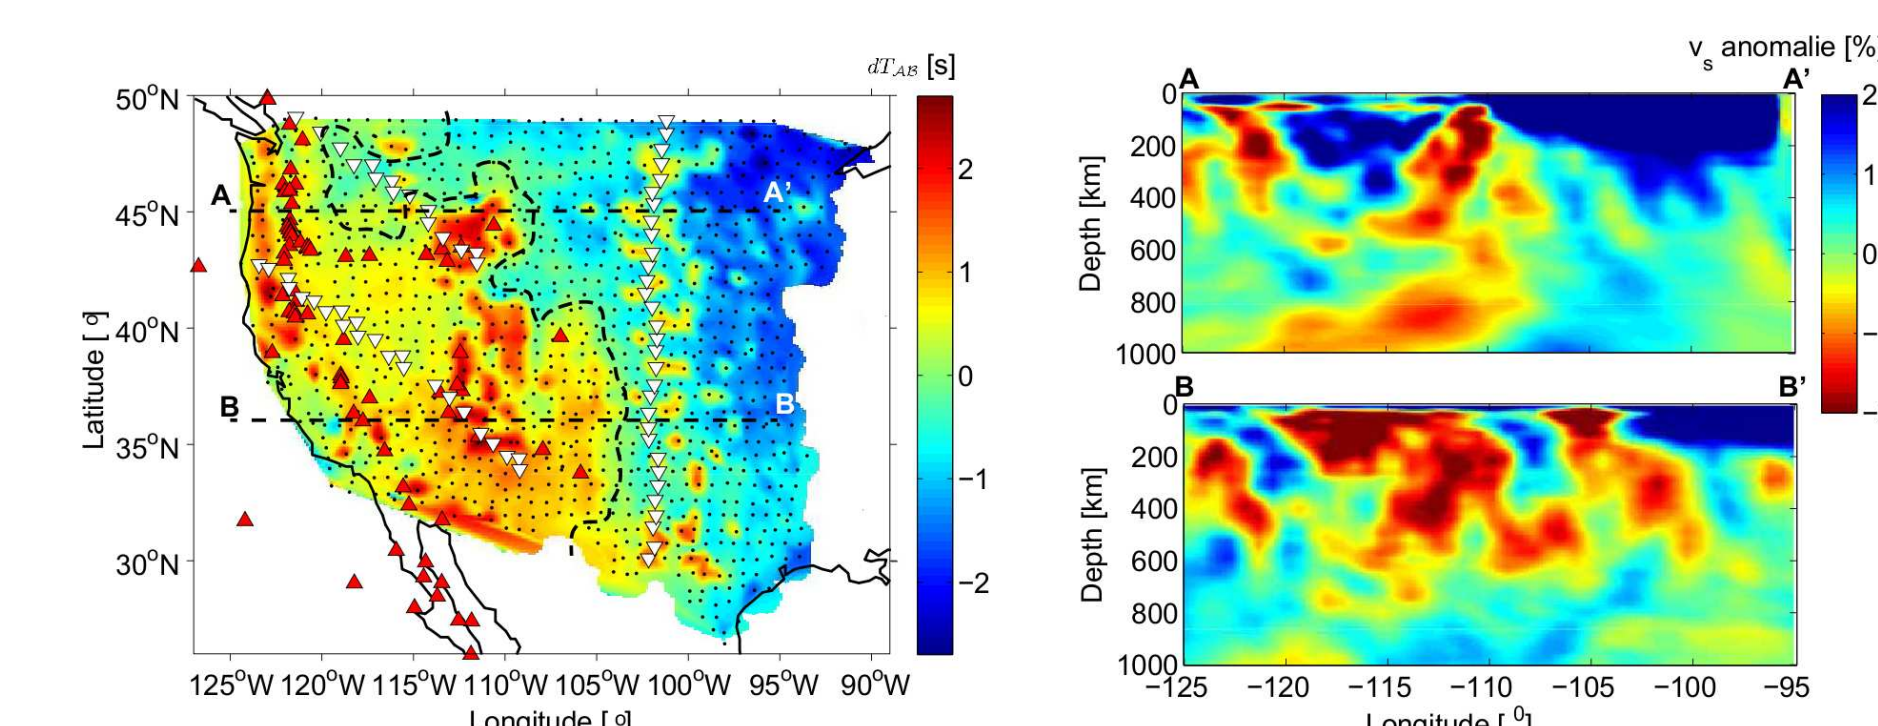 dT_AB [s]
50°N
45°N
40°N
35°N
30°N
Latitude [ º]
A
A'
B
B'
125°W 120°W 115°W 110°W 105°W 100°W 95°W 90°W
Longitude [ º]
2
1
0
−1
−2
v_s anomalie [%]
A
A'
0
200
400
600
800
1000
Depth [km]
B
B'
0
200
400
600
800
1000
Depth [km]
−125 −120 −115 −110 −105 −100 −95
Longitude [ ⁰]
2
1
0
−
−